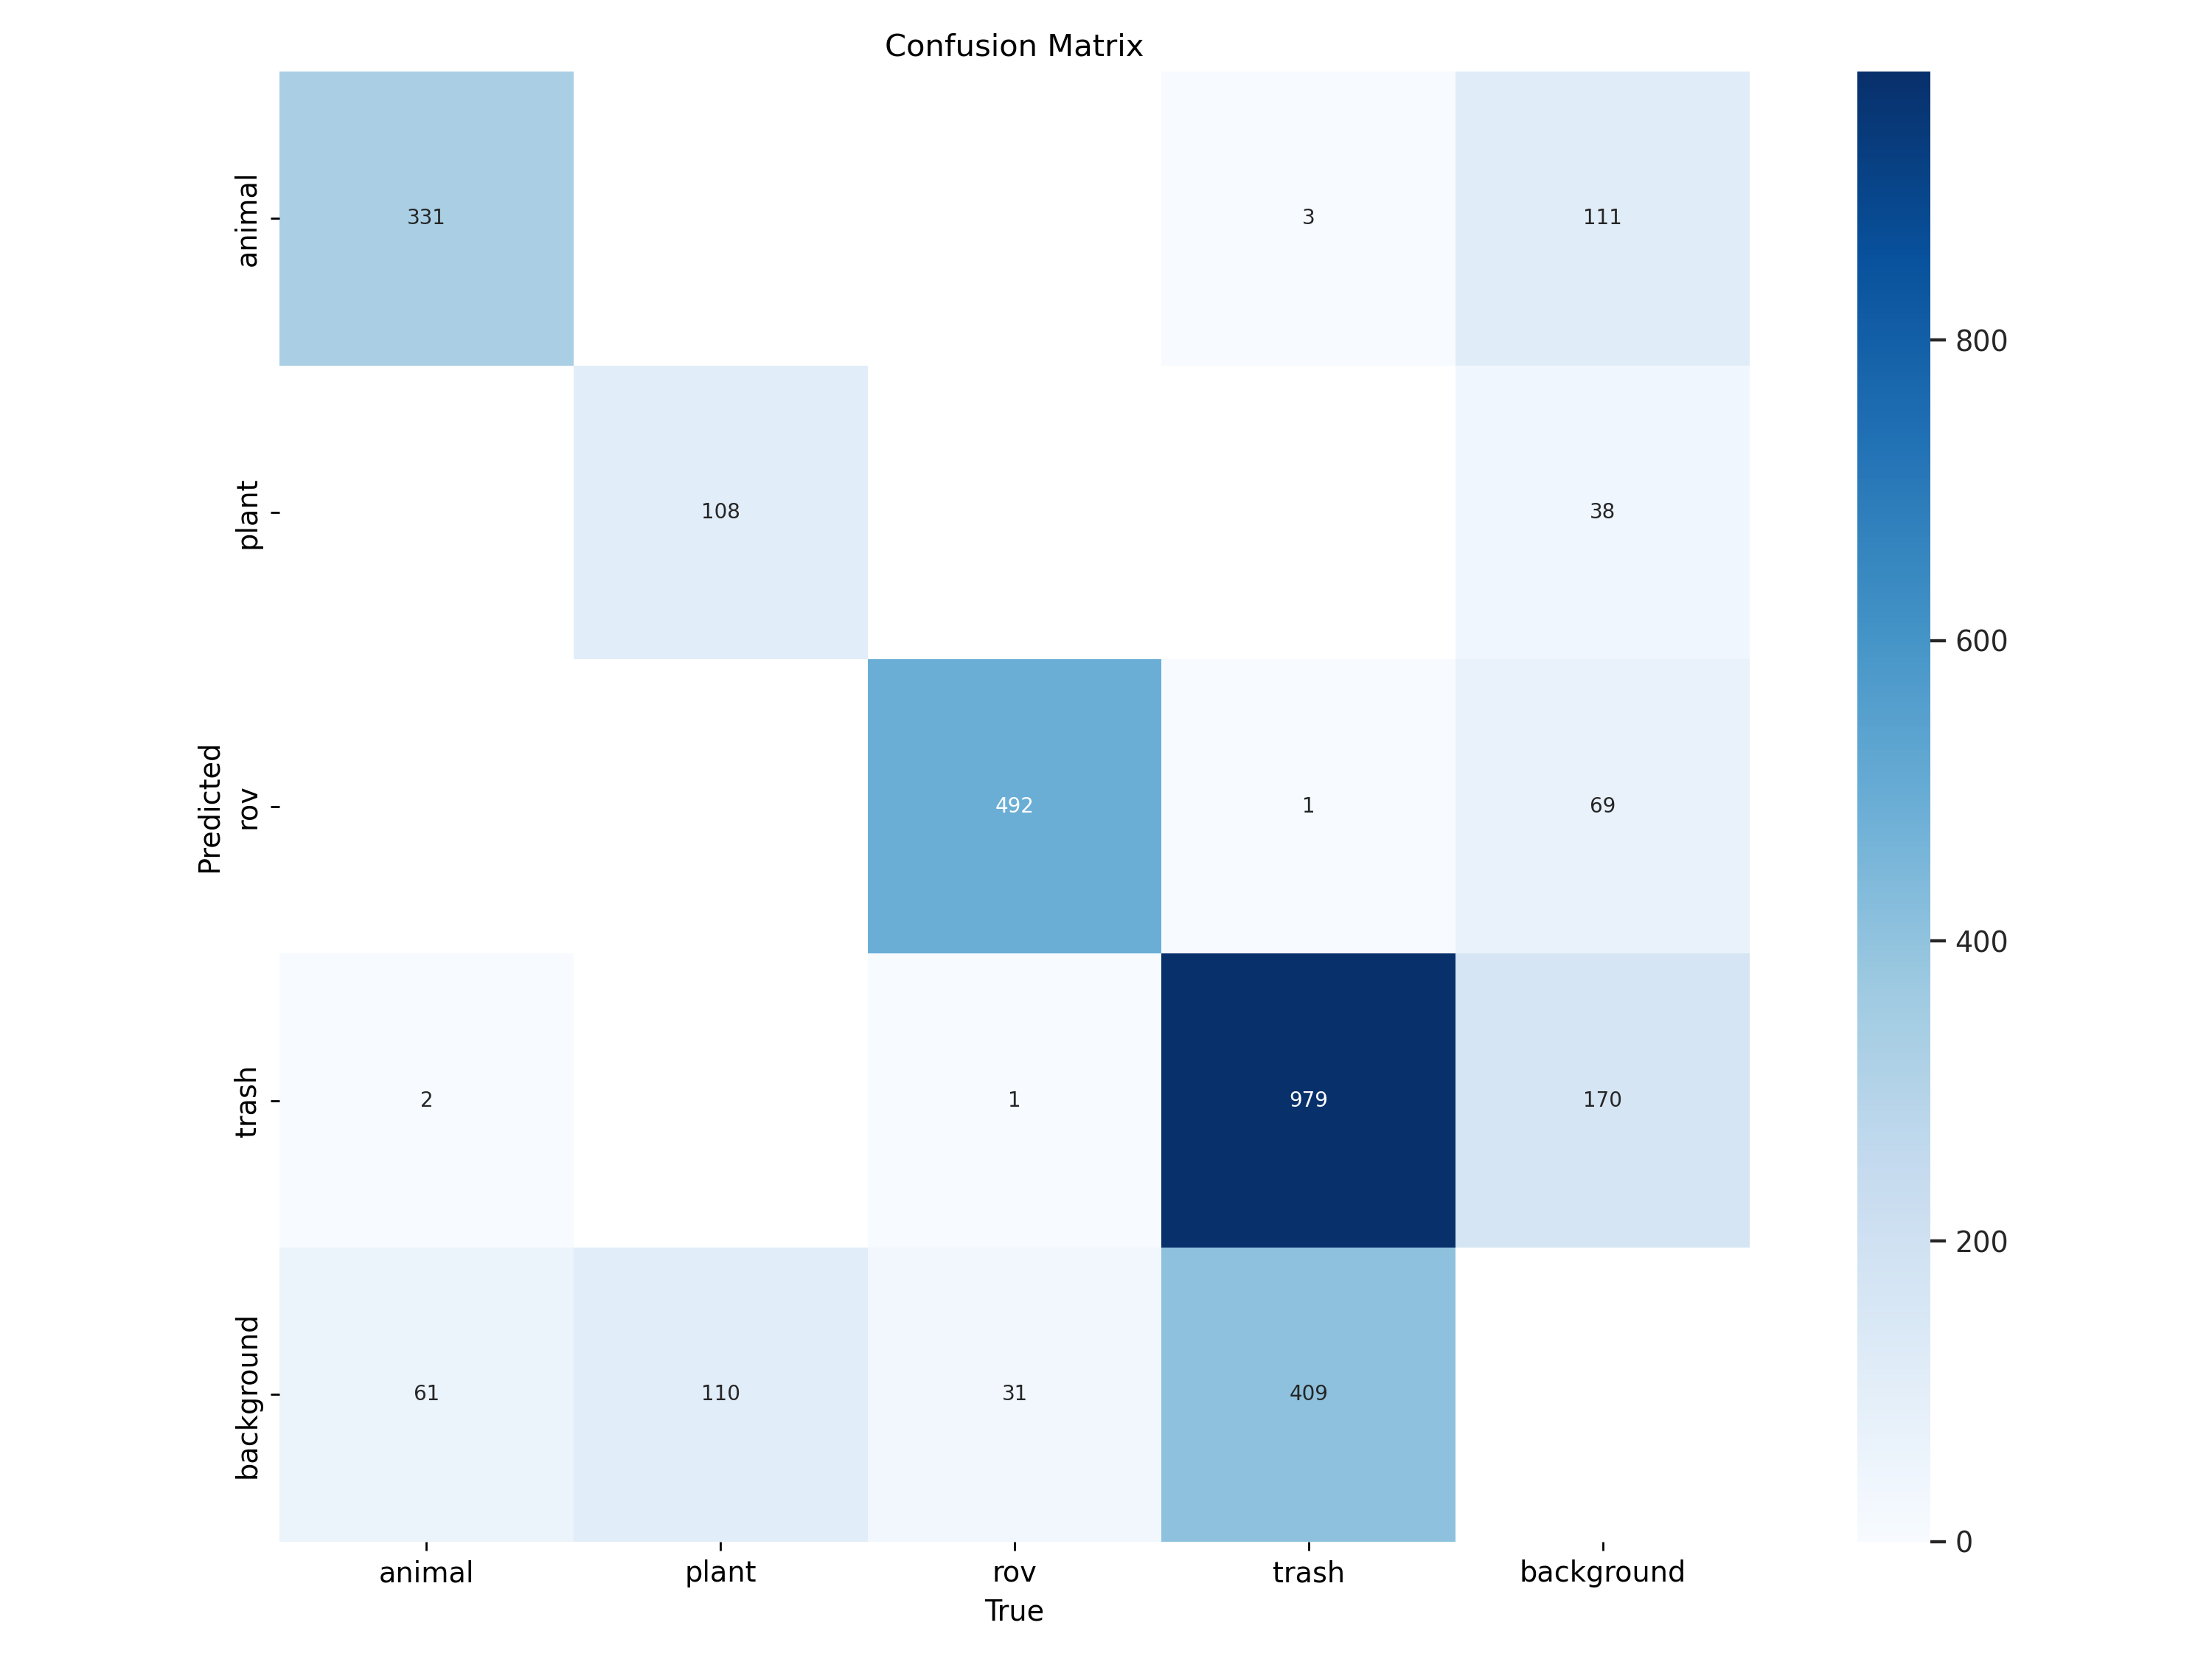 Confusion Matrix
animal
331
3
111
800
plant
108
38
600
Predicted
rov
492
1
69
400
trash
2
1
979
170
200
background
61
110
31
409
0
animal
plant
rov
trash
background
True